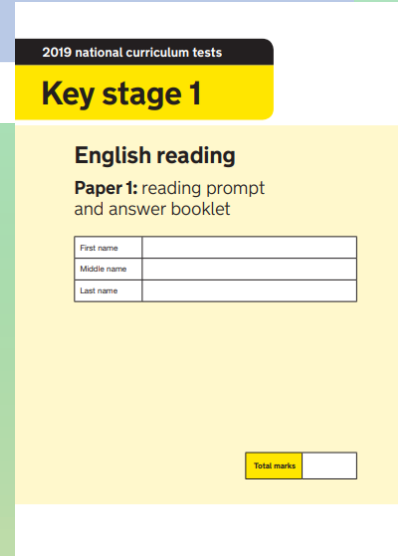 2019 national curriculum tests
Key stage 1
English reading
Paper 1: reading prompt
and answer booklet
First name
Middle name
Last name
Total marks